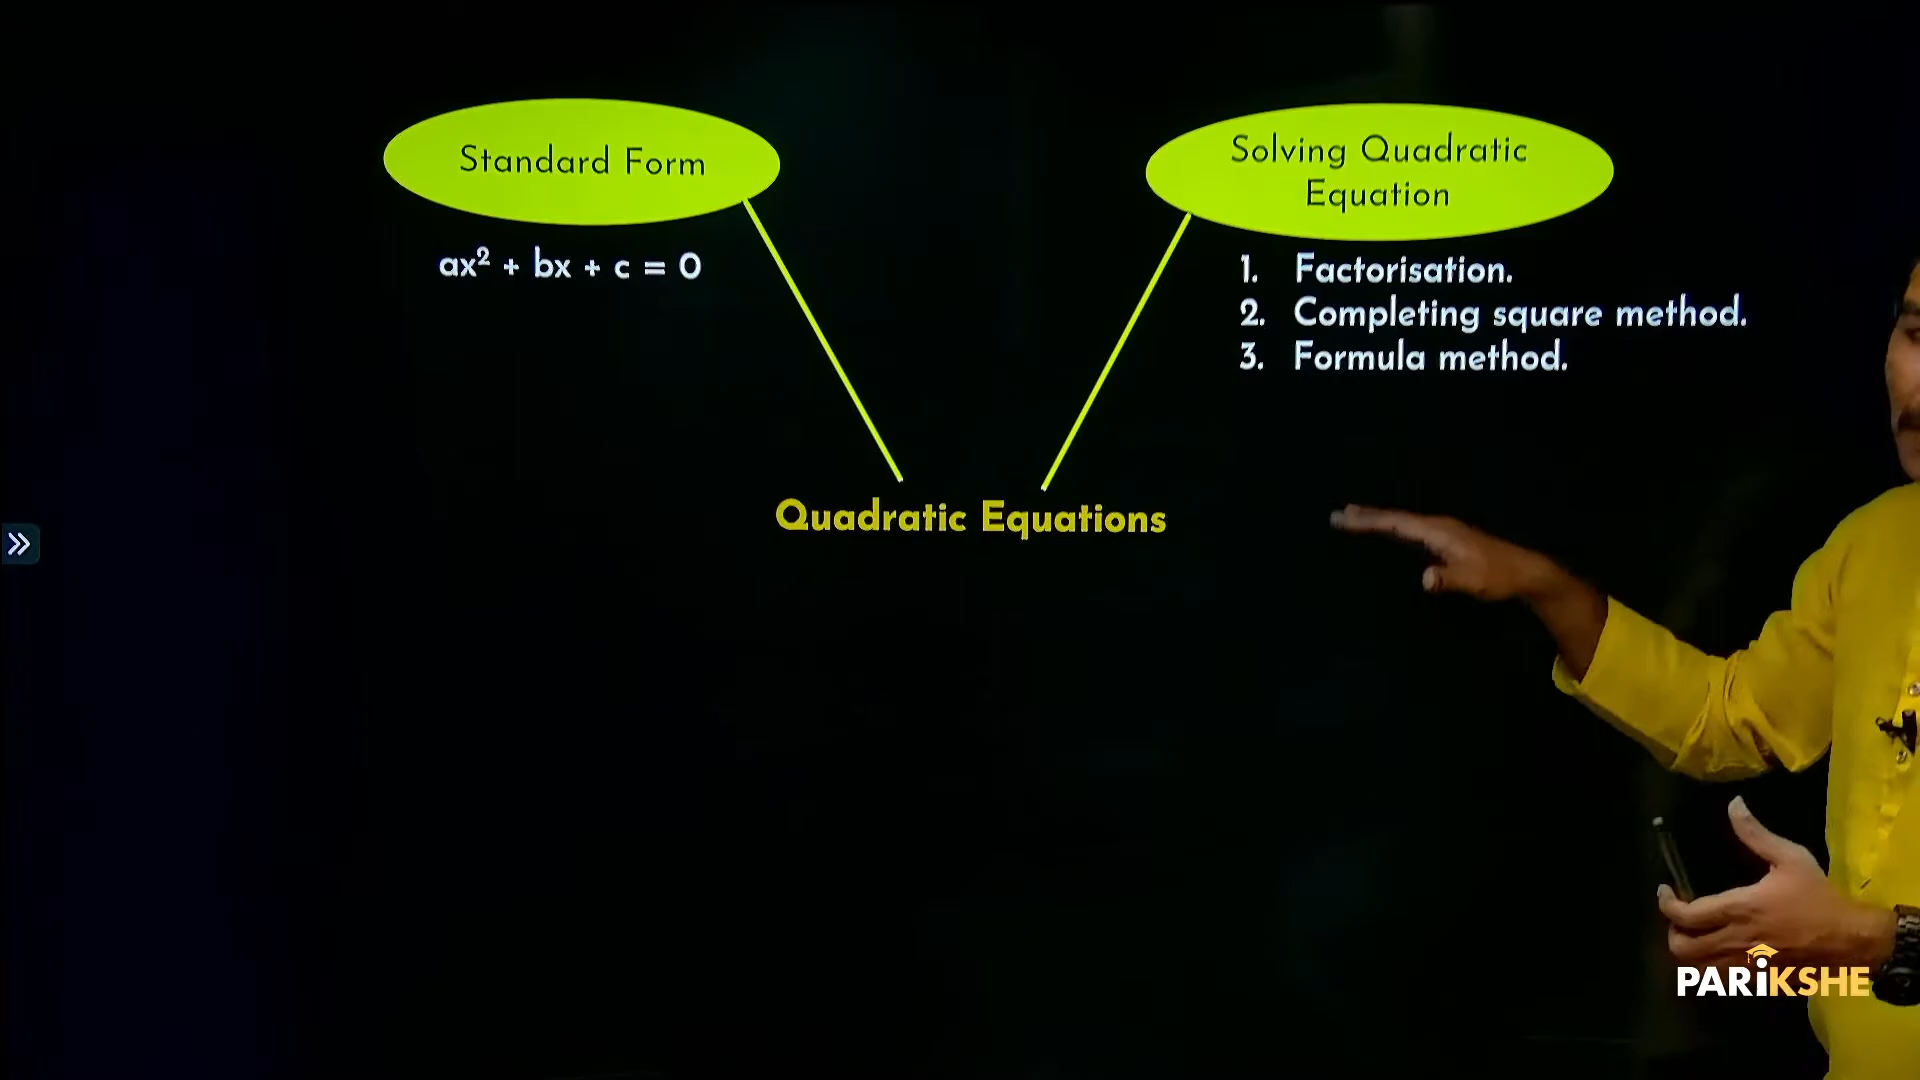 Standard Form
ax² + bx + c = 0
Solving Quadratic
Equation
1. Factorisation.
2. Completing square method.
3. Formula method.
Quadratic Equations
PARiKSHE